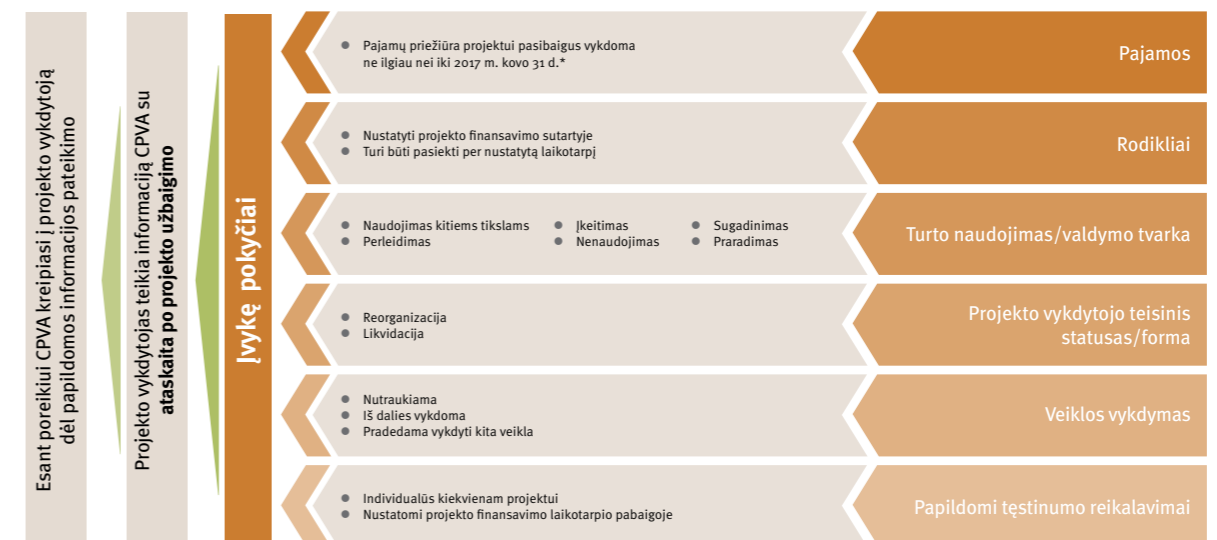 Esant poreikiui CPVA kreipiasi į projekto vykdytoją
dėl papildomos informacijos pateikimo
Projekto vykdytojas teikia informaciją CPVA su
ataskaita po projekto užbaigimo
Įvykę pokyčiai
● Pajamų priežiūra projektui pasibaigus vykdoma
ne ilgiau nei iki 2017 m. kovo 31 d.*
Pajamos
● Nustatyti projekto finansavimo sutartyje
● Turi būti pasiekti per nustatytą laikotarpį
Rodikliai
● Naudojimas kitiems tikslams ● Įkeitimas ● Sugadinimas
● Perleidimas ● Nenaudojimas ● Praradimas
Turto naudojimas/valdymo tvarka
● Reorganizacija
● Likvidacija
Projekto vykdytojo teisinis
statusas/forma
● Nutraukiama
● Iš dalies vykdoma
● Pradedama vykdyti kita veikla
Veiklos vykdymas
● Individualūs kiekvienam projektui
● Nustatomi projekto finansavimo laikotarpio pabaigoje
Papildomi tęstinumo reikalavimai